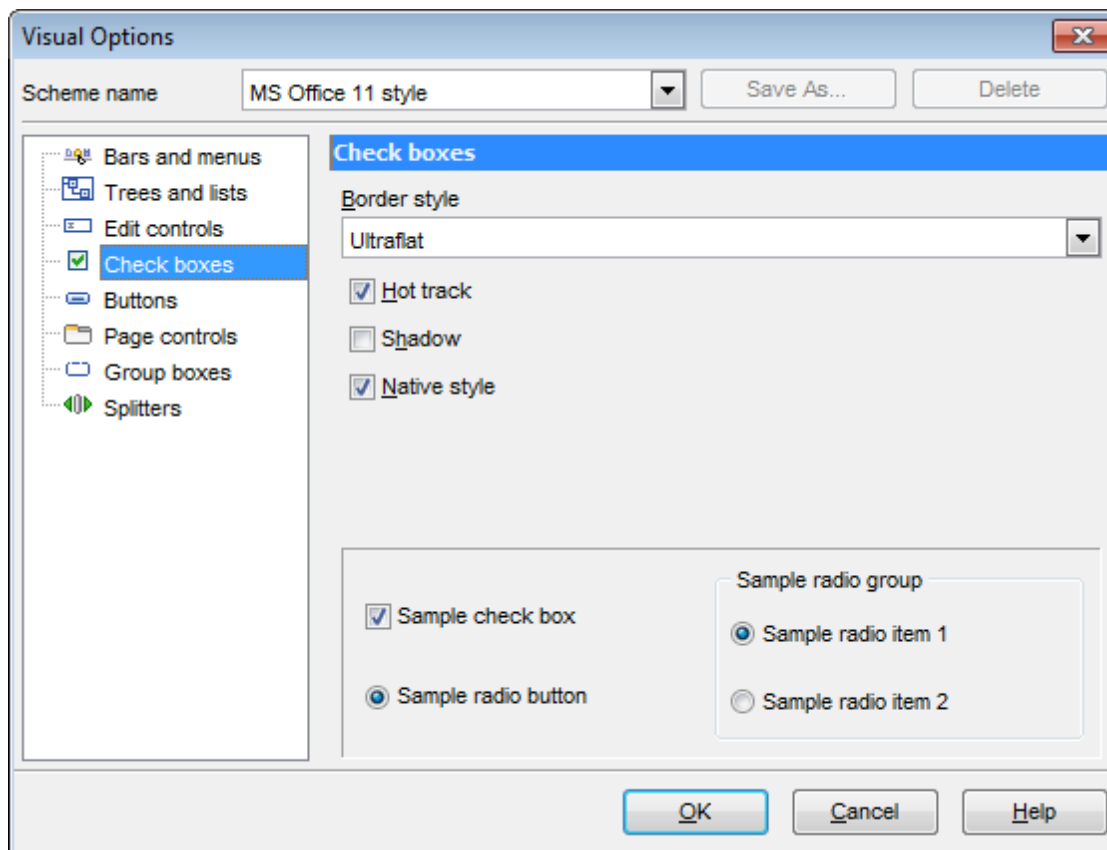 Visual Options
Scheme name
MS Office 11 style
Save As...
Delete
Bars and menus
Trees and lists
Edit controls
Check boxes
Buttons
Page controls
Group boxes
Splitters
Check boxes
Border style
Ultraflat
Hot track
Shadow
Native style
Sample check box
Sample radio button
Sample radio group
Sample radio item 1
Sample radio item 2
OK
Cancel
Help